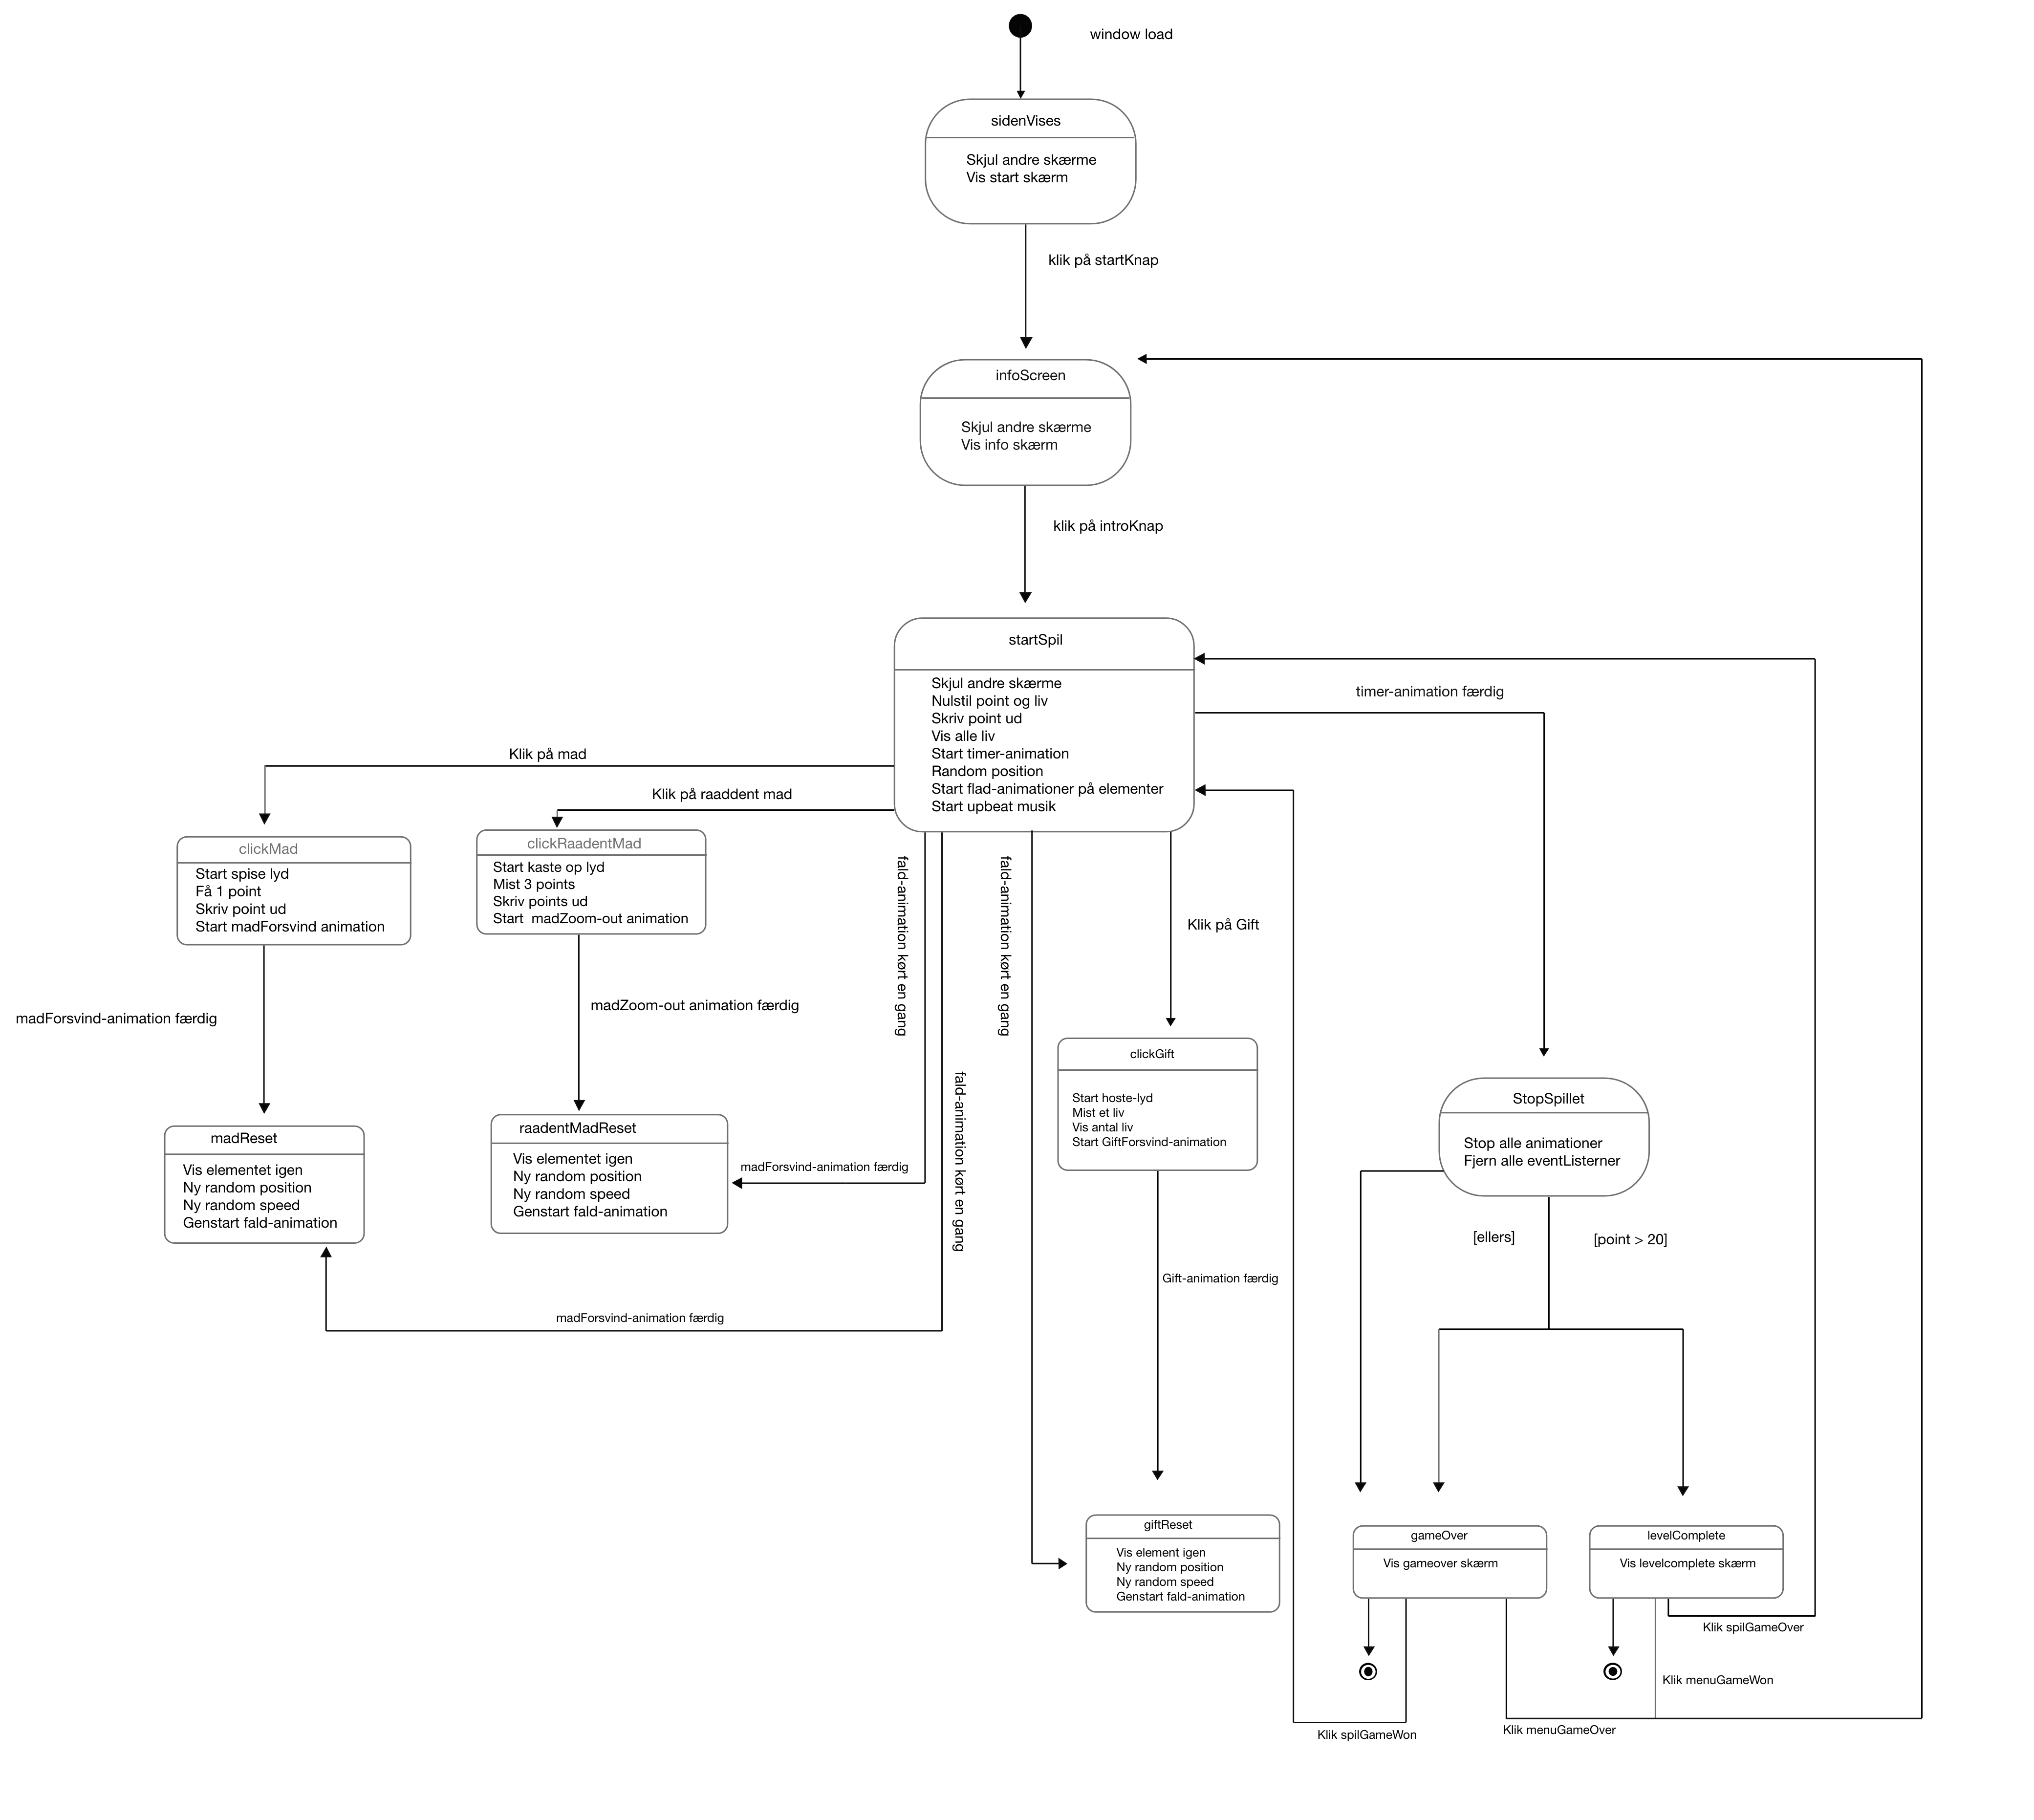 window load
sidenVises
Skjul andre skærme
Vis start skærm
klik på startKnap
infoScreen
Skjul andre skærme
Vis info skærm
klik på introKnap
startSpil
Skjul andre skærme
Nulstil point og liv
Skriv point ud
Vis alle liv
Start timer-animation
Random position
Start flad-animationer på elementer
Start upbeat musik
timer-animation færdig
Klik på mad
Klik på raaddent mad
clickMad
Start spise lyd
Få 1 point
Skriv point ud
Start madForsvind animation
clickRaadentMad
Start kaste op lyd
Mist 3 points
Skriv points ud
Start  madZoom-out animation
fald-animation kørt en gang
fald-animation kørt en gang
fald-animation kørt en gang
Klik på Gift
madForsvind-animation færdig
madZoom-out animation færdig
clickGift
Start hoste-lyd
Mist et liv
Vis antal liv
Start GiftForsvind-animation
StopSpillet
Stop alle animationer
Fjern alle eventListerner
madReset
Vis elementet igen
Ny random position
Ny random speed
Genstart fald-animation
raadentMadReset
Vis elementet igen
Ny random position
Ny random speed
Genstart fald-animation
madForsvind-animation færdig
[ellers]
[point > 20]
Gift-animation færdig
madForsvind-animation færdig
giftReset
Vis element igen
Ny random position
Ny random speed
Genstart fald-animation
gameOver
Vis gameover skærm
levelComplete
Vis levelcomplete skærm
Klik spilGameOver
Klik menuGameWon
Klik spilGameWon
Klik menuGameOver